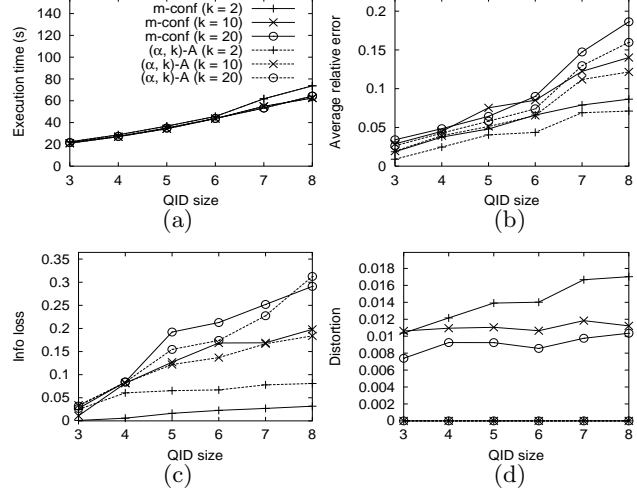 m-conf (k = 2)
m-conf (k = 10)
m-conf (k = 20)
(α, k)-A (k = 2)
(α, k)-A (k = 10)
(α, k)-A (k = 20)
Execution time (s)
140
120
100
80
60
40
20
0
3 4 5 6 7 8
QID size
(a)
Average relative error
0.2
0.15
0.1
0.05
0
3 4 5 6 7 8
QID size
(b)
Info loss
0.35
0.3
0.25
0.2
0.15
0.1
0.05
0
3 4 5 6 7 8
QID size
(c)
Distortion
0.018
0.016
0.014
0.012
0.01
0.008
0.006
0.004
0.002
0
3 4 5 6 7 8
QID size
(d)